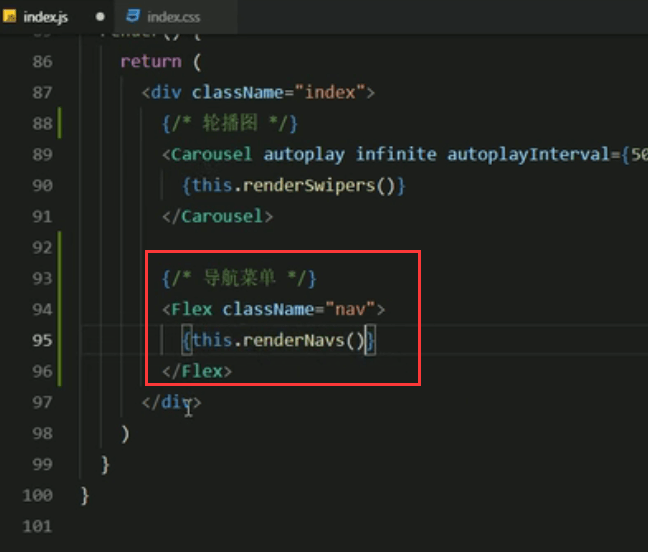 index.js
index.css
render() {
86 return (
87 <div className="index">
88 {/* 轮播图 */}
89 <Carousel autoplay infinite autoplayInterval={50
90 {this.renderSwipers()}
91 </Carousel>
92
93 {/* 导航菜单 */}
94 <Flex className="nav">
95 {this.renderNavs()}
96 </Flex>
97 </div>
98 )
99 }
100 }
101